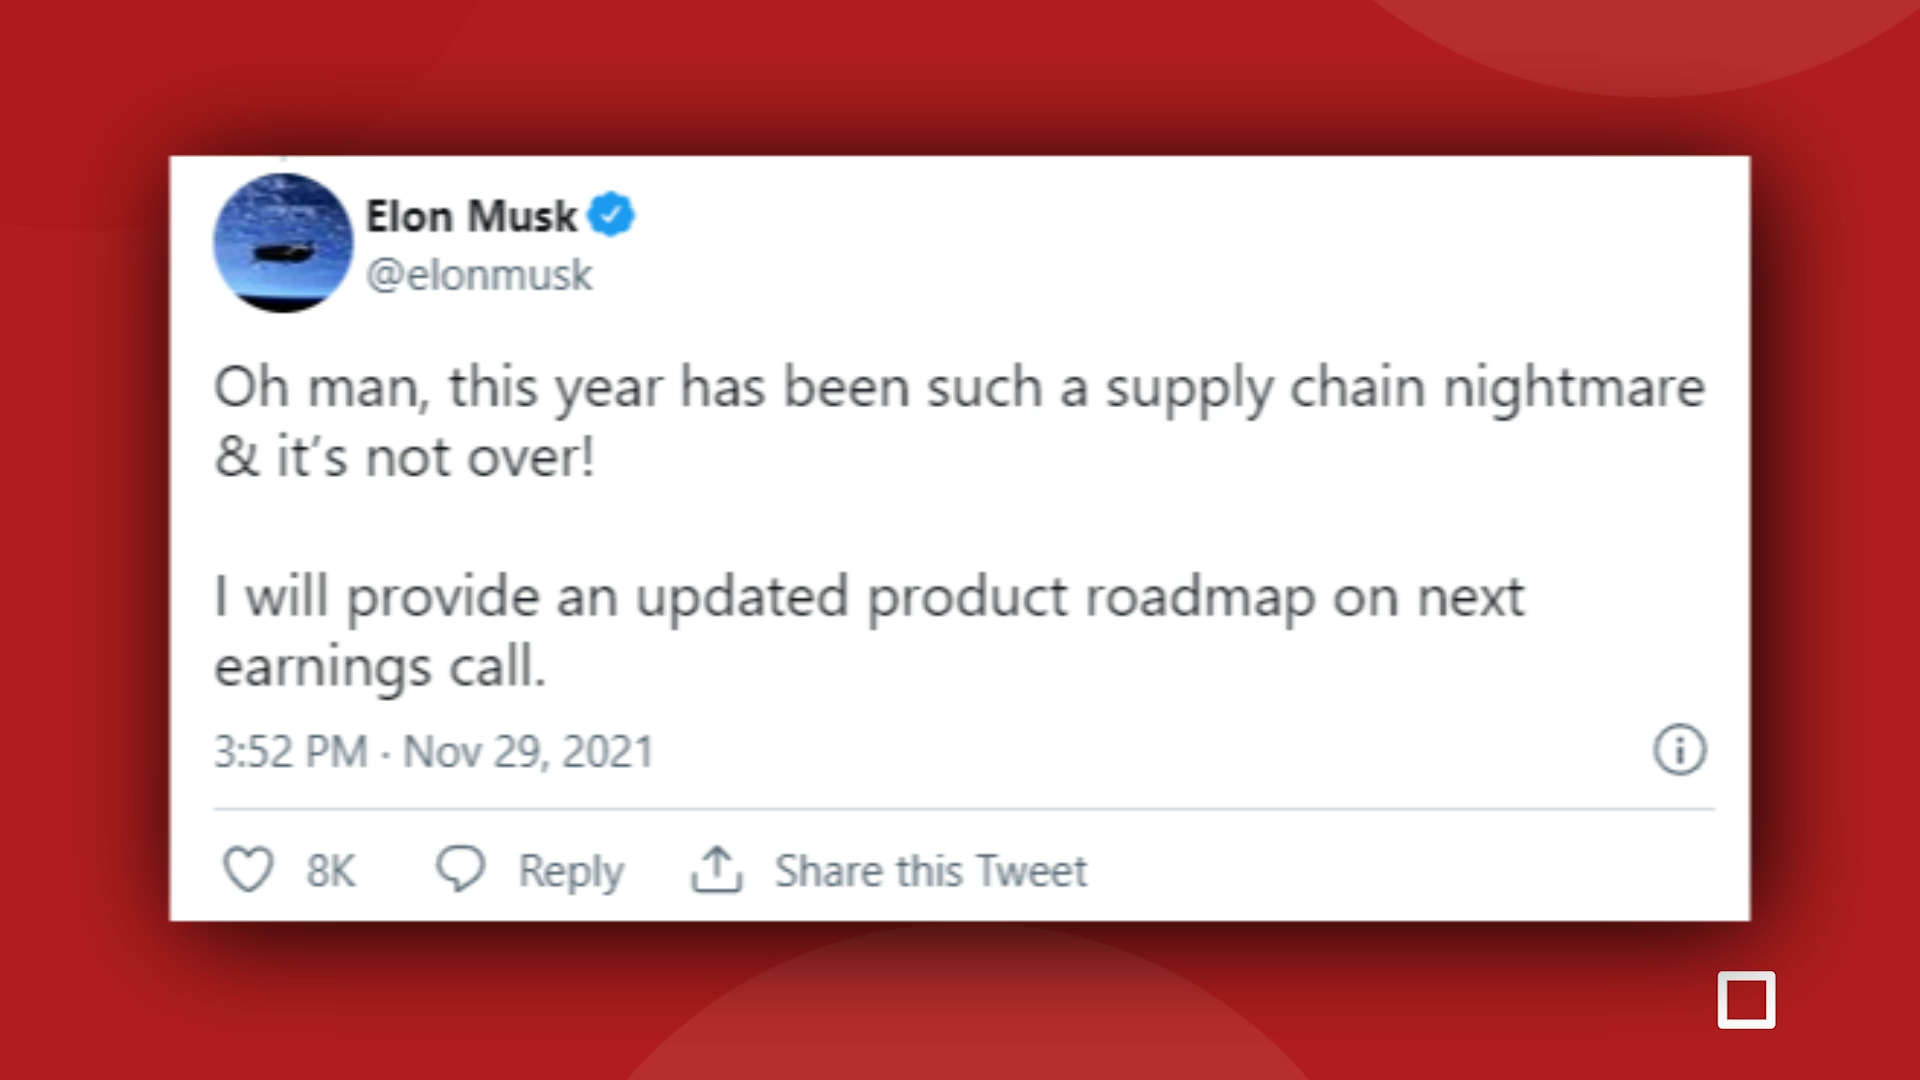 Elon Musk
@elonmusk
Oh man, this year has been such a supply chain nightmare
& it’s not over!
I will provide an updated product roadmap on next
earnings call.
3:52 PM · Nov 29, 2021
8K Reply Share this Tweet